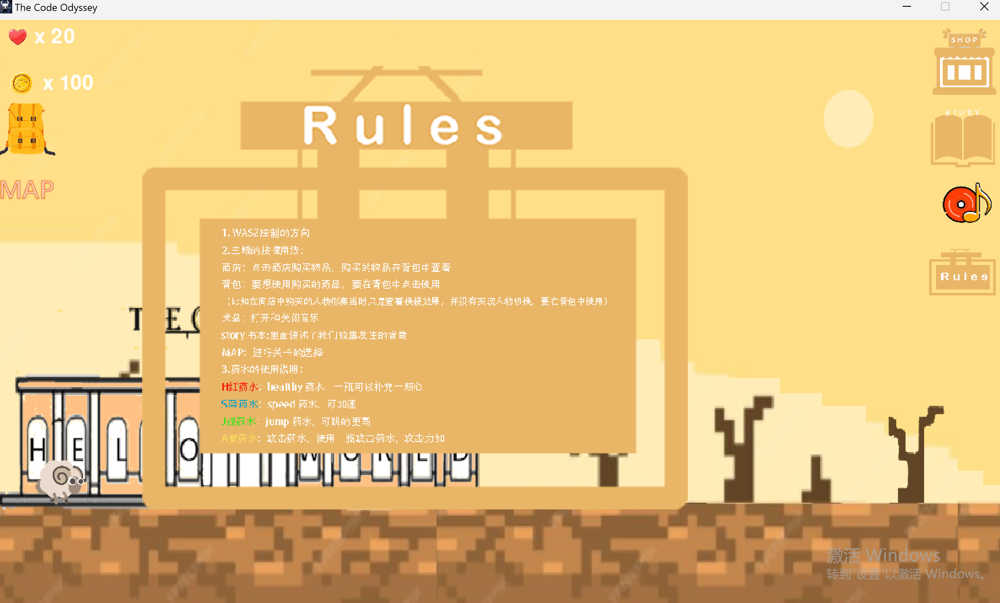 The Code Odyssey
x 20
x 100
MAP
SHOP
STORY
Rules
Rules
1.WASZ控制的方向
2.主城的按键用法：
商店：点击商店购买物品，购买的物品在背包中查看
背包：要想使用购买的商品，要在背包中点击使用
（比如在商店中购买的人物形象当时只是查看换装效果，并没有实现人物切换，要在背包中使用）
光盘：打开和关闭音乐
story 书本:里面讲述了我们故事发生的背景
MAP：进行关卡的选择
3.药水的使用说明：
H红药水：healthy 药水，一瓶可以补充一颗心
S蓝药水：speed 药水，可加速
J绿药水：jump 药水，可跳的更高
A黄药水：攻击药水，使用一瓶攻击药水，攻击力加
HEL O WORLD
激活 Windows
转到“设置”以激活 Windows。